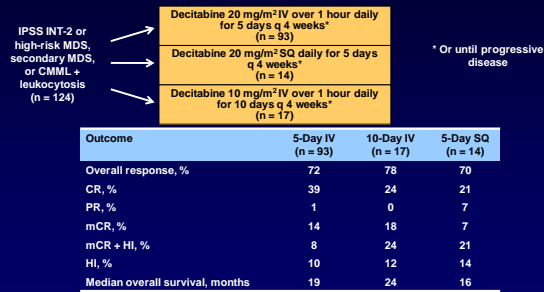 IPSS INT-2 or
high-risk MDS,
secondary MDS,
or CMML +
leukocytosis
(n = 124)
Decitabine 20 mg/m² IV over 1 hour daily
for 5 days q 4 weeks*
(n = 93)
Decitabine 20 mg/m² SQ daily for 5 days
q 4 weeks*
(n = 14)
Decitabine 10 mg/m² IV over 1 hour daily
for 10 days q 4 weeks*
(n = 17)
* Or until progressive
disease
Outcome 5-Day IV (n = 93) 10-Day IV (n = 17) 5-Day SQ (n = 14)
Overall response, % 72 78 70
CR, % 39 24 21
PR, % 1 0 7
mCR, % 14 18 7
mCR + HI, % 8 24 21
HI, % 10 12 14
Median overall survival, months 19 24 16